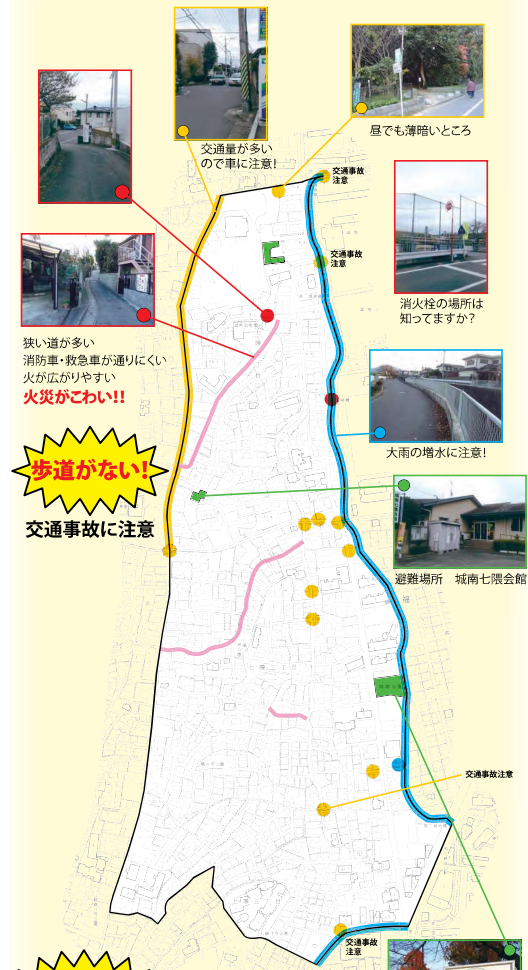 交通量が多い
ので車に注意!
昼でも薄暗いところ
交通事故
注意
交通事故
注意
消火栓の場所は
知ってますか?
狭い道が多い
消防車・救急車が通りにくい
火が広がりやすい
火災がこわい!!
大雨の増水に注意!
歩道がない!
交通事故に注意
避難場所　城南七隈会館
福
交通事故注意
交通事故
注意